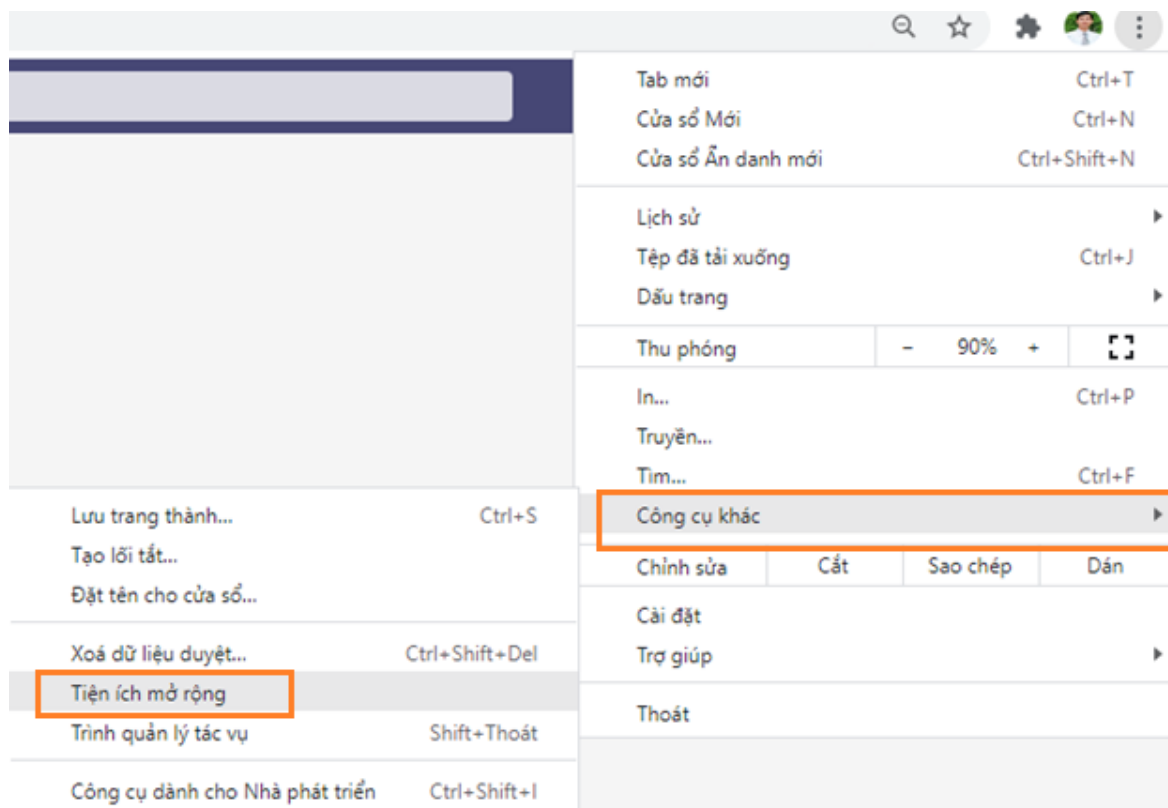 Tab mới Ctrl+T
Cửa sổ Mới Ctrl+N
Cửa sổ Ẩn danh mới Ctrl+Shift+N
Lịch sử
Tệp đã tải xuống Ctrl+J
Dấu trang
Thu phóng - 90% +
In... Ctrl+P
Truyền...
Tìm... Ctrl+F
Công cụ khác
Chỉnh sửa Cắt Sao chép Dán
Cài đặt
Trợ giúp
Thoát
Lưu trang thành... Ctrl+S
Tạo lối tắt...
Đặt tên cho cửa sổ...
Xoá dữ liệu duyệt... Ctrl+Shift+Del
Tiện ích mở rộng
Trình quản lý tác vụ Shift+Thoát
Công cụ dành cho Nhà phát triển Ctrl+Shift+I